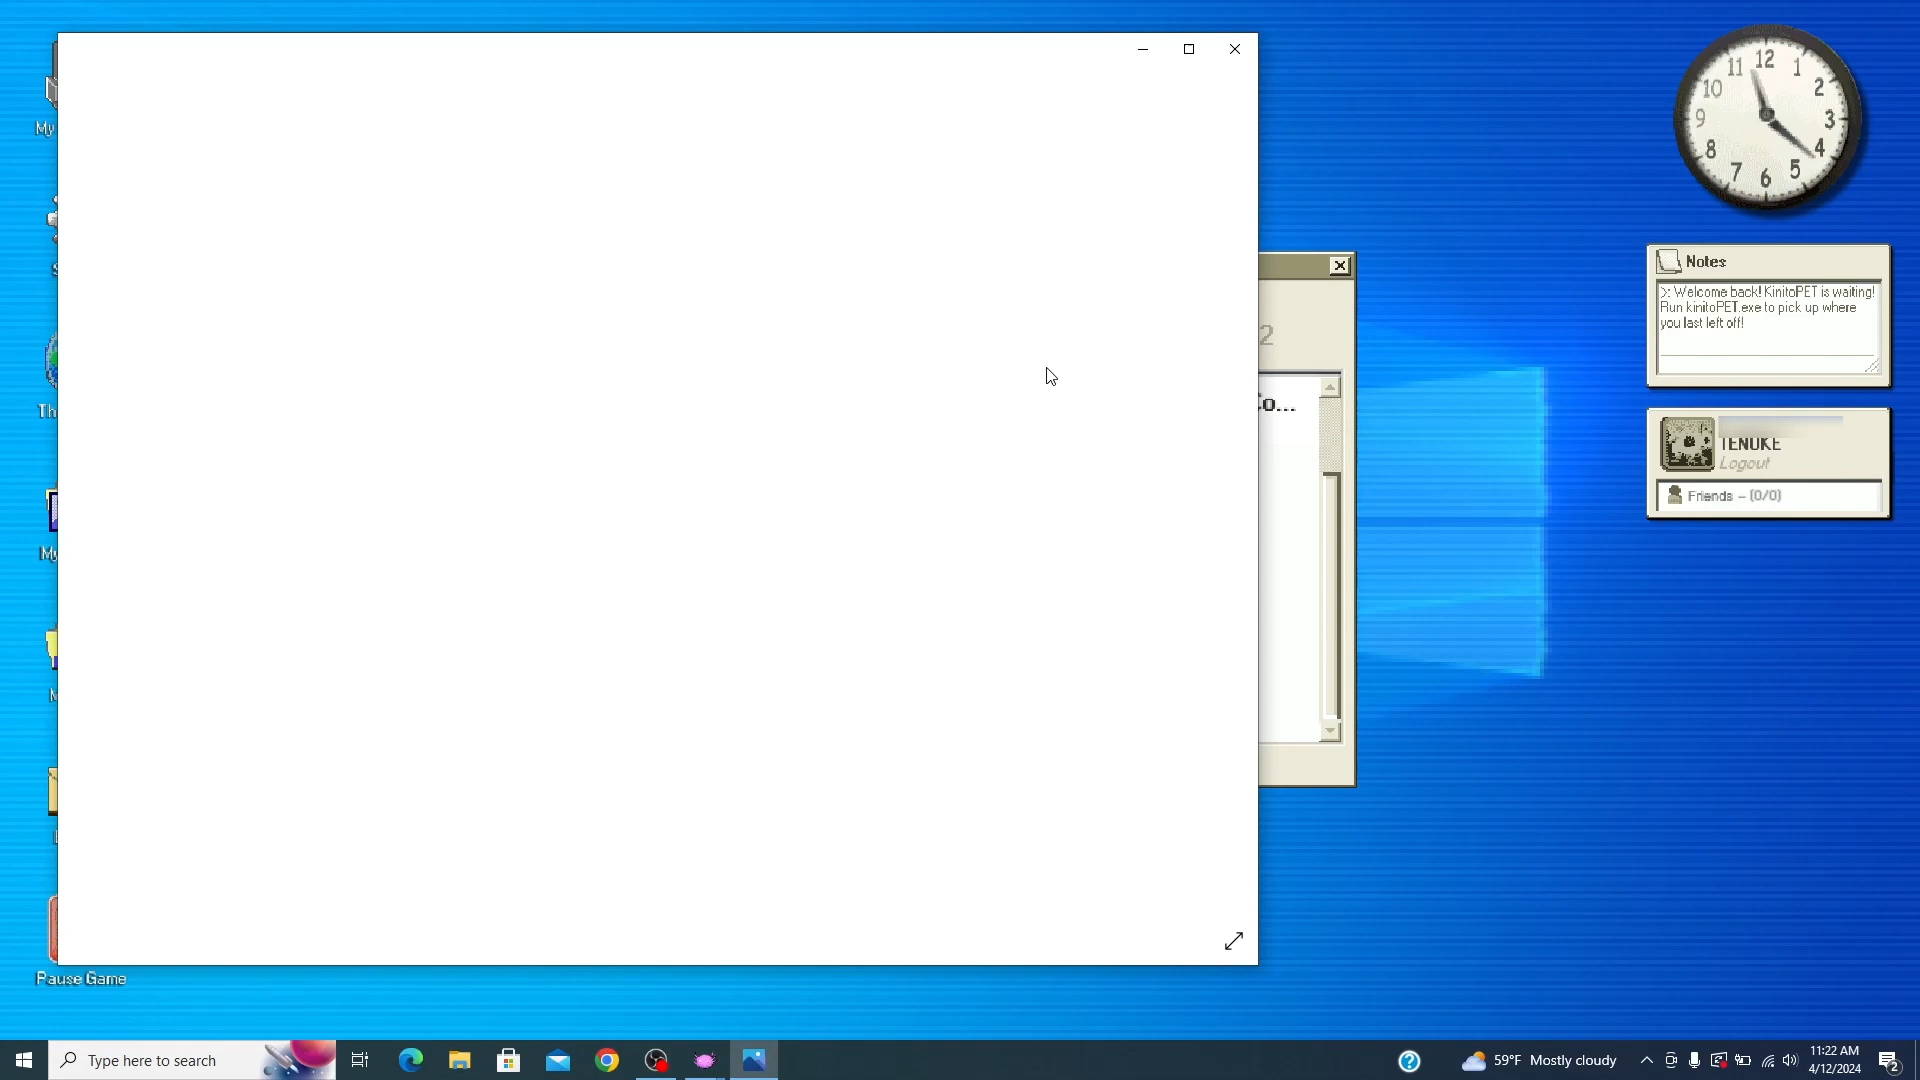 12
11 1
10 2
9 3
8 4
7 5
6
My
Th
My
Pause Game
2
Co...
Notes
>: Welcome back! KinitoPET is waiting!
Run kinitoPET.exe to pick up where
you last left off!
TENUKE
Logout
Friends - (0/0)
Type here to search
59°F Mostly cloudy
11:22 AM
4/12/2024
2